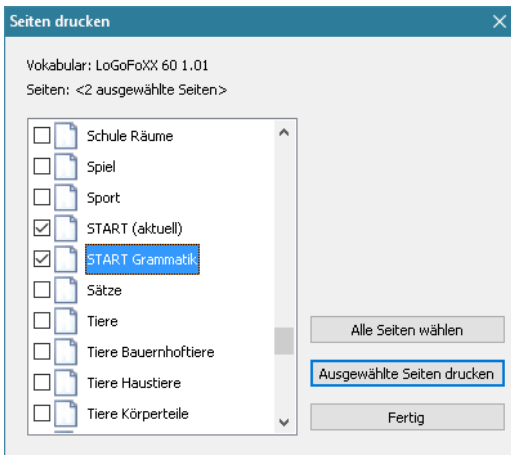 Seiten drucken
Vokabular: LoGoFoXX 60 1.01
Seiten: <2 ausgewählte Seiten>
Schule Räume
Spiel
Sport
START (aktuell)
START Grammatik
Sätze
Tiere
Tiere Bauernhoftiere
Tiere Haustiere
Tiere Körperteile
Alle Seiten wählen
Ausgewählte Seiten drucken
Fertig